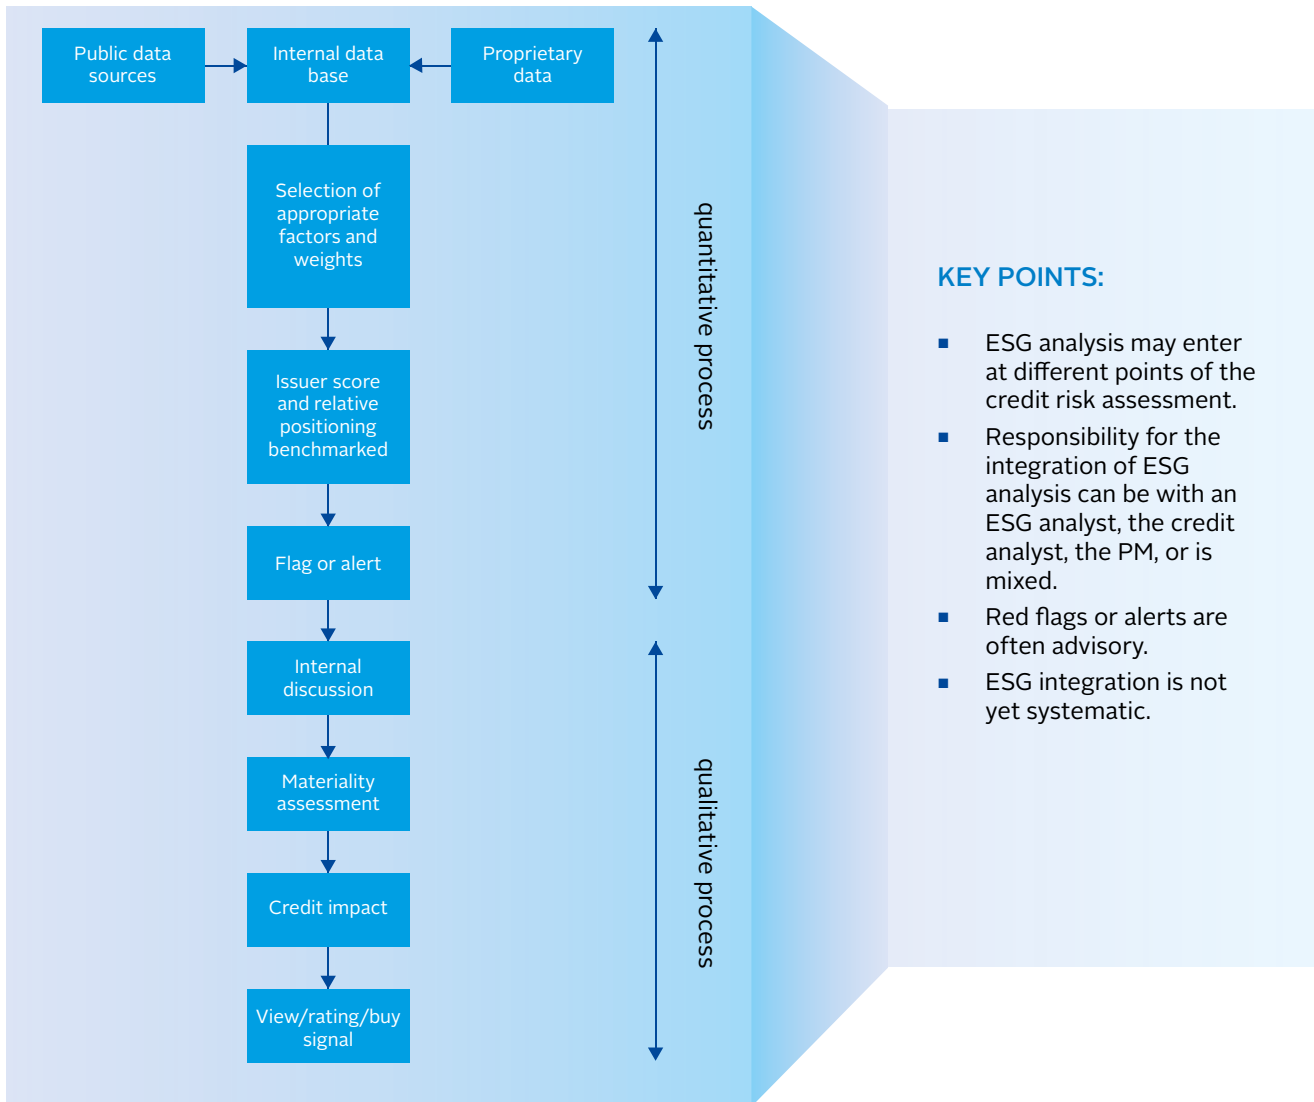 Public data
sources
Internal data
base
Proprietary
data
Selection of
appropriate
factors and
weights
Issuer score
and relative
positioning
benchmarked
Flag or alert
Internal
discussion
Materiality
assessment
Credit impact
View/rating/buy
signal
quantitative process
qualitative process
KEY POINTS:
■ ESG analysis may enter
at different points of the
credit risk assessment.
■ Responsibility for the
integration of ESG
analysis can be with an
ESG analyst, the credit
analyst, the PM, or is
mixed.
■ Red flags or alerts are
often advisory.
■ ESG integration is not
yet systematic.